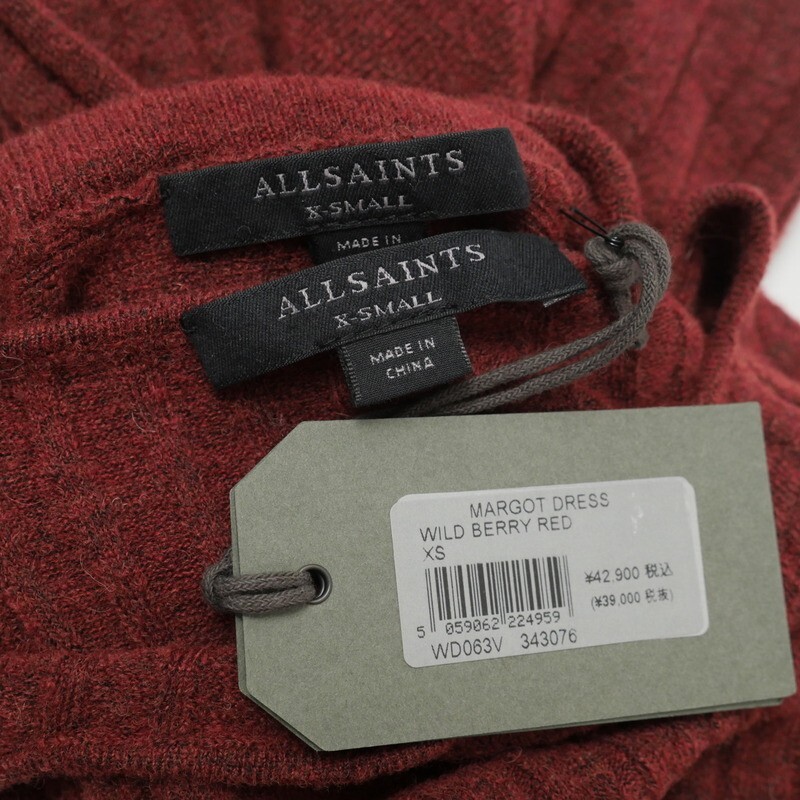 ALLSAINTS
X-SMALL
MADE IN
ALLSAINTS
X-SMALL
MADE IN
CHINA
MARGOT DRESS
WILD BERRY RED
XS
¥42,900 税込
(¥39,000 税抜)
5 059062 224959
WD063V 343076